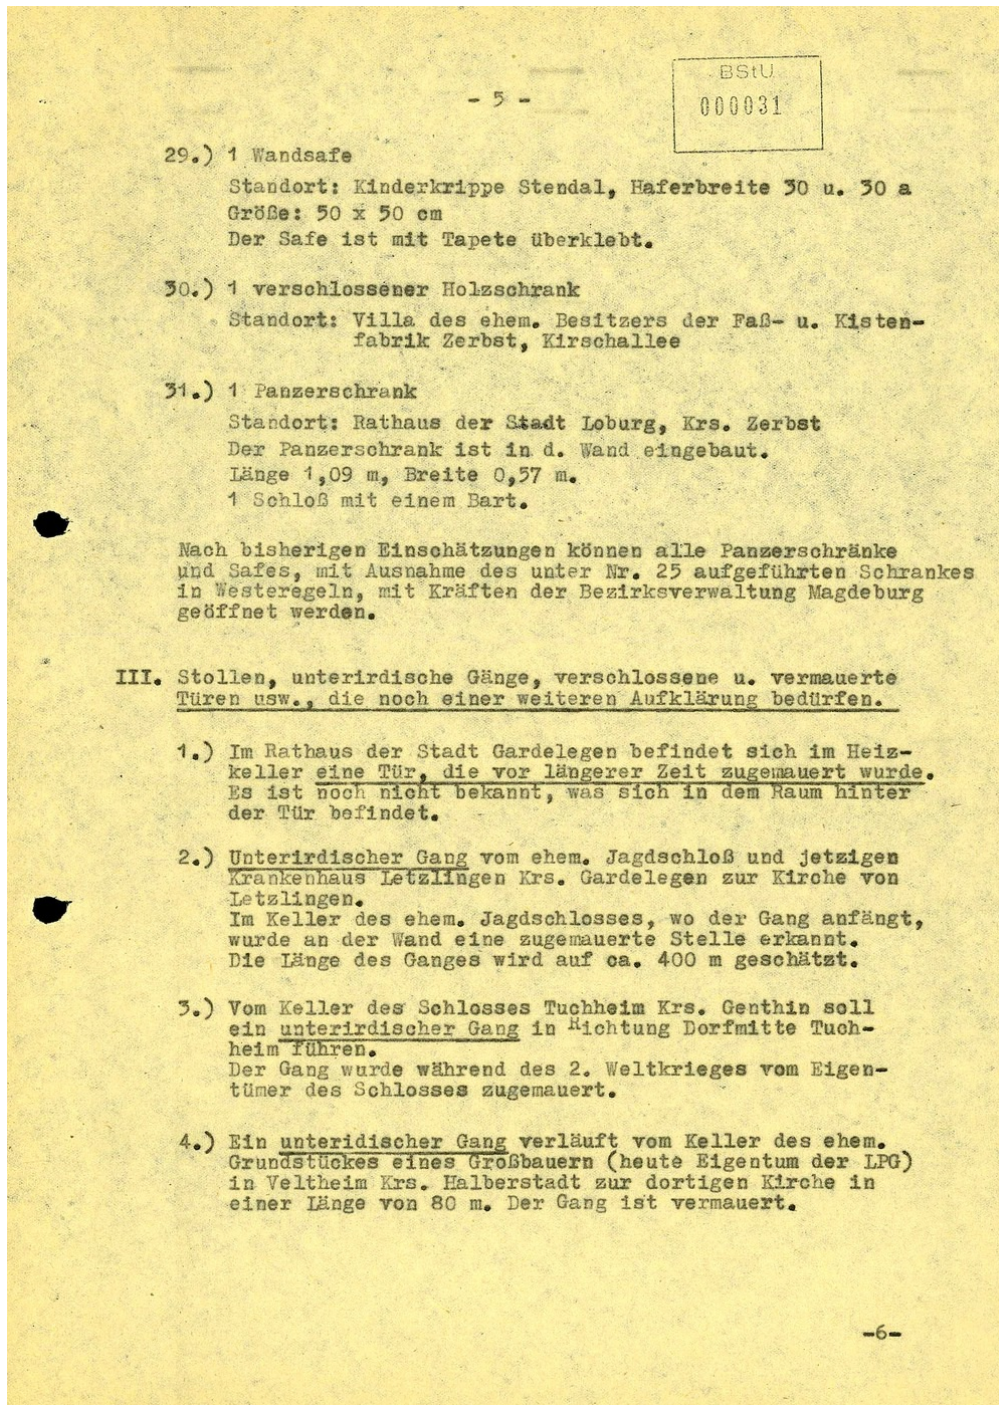 BStU
000031
- 5 -
29.) 1 Wandsafe
Standort: Kinderkrippe Stendal, Haferbreite 30 u. 30 a
Größe: 50 x 50 cm
Der Safe ist mit Tapete überklebt.
30.) 1 verschlossener Holzschrank
Standort: Villa des ehem. Besitzers der Faß- u. Kisten-
fabrik Zerbst, Kirschallee
31.) 1 Panzerschrank
Standort: Rathaus der Stadt Loburg, Krs. Zerbst
Der Panzerschrank ist in d. Wand eingebaut.
Länge 1,09 m, Breite 0,57 m.
1 Schloß mit einem Bart.
Nach bisherigen Einschätzungen können alle Panzerschränke
und Safes, mit Ausnahme des unter Nr. 25 aufgeführten Schrankes
in Westeregeln, mit Kräften der Bezirksverwaltung Magdeburg
geöffnet werden.
III. Stollen, unterirdische Gänge, verschlossene u. vermauerte
Türen usw., die noch einer weiteren Aufklärung bedürfen.
1.) Im Rathaus der Stadt Gardelegen befindet sich im Heiz-
keller eine Tür, die vor längerer Zeit zugemauert wurde.
Es ist noch nicht bekannt, was sich in dem Raum hinter
der Tür befindet.
2.) Unterirdischer Gang vom ehem. Jagdschloß und jetzigen
Krankenhaus Letzlingen Krs. Gardelegen zur Kirche von
Letzlingen.
Im Keller des ehem. Jagdschlosses, wo der Gang anfängt,
wurde an der Wand eine zugemauerte Stelle erkannt.
Die Länge des Ganges wird auf ca. 400 m geschätzt.
3.) Vom Keller des Schlosses Tuchheim Krs. Genthin soll
ein unterirdischer Gang in Richtung Dorfmitte Tuch-
heim führen.
Der Gang wurde während des 2. Weltkrieges vom Eigen-
tümer des Schlosses zugemauert.
4.) Ein unteridischer Gang verläuft vom Keller des ehem.
Grundstückes eines Großbauern (heute Eigentum der LPG)
in Veltheim Krs. Halberstadt zur dortigen Kirche in
einer Länge von 80 m. Der Gang ist vermauert.
-6-